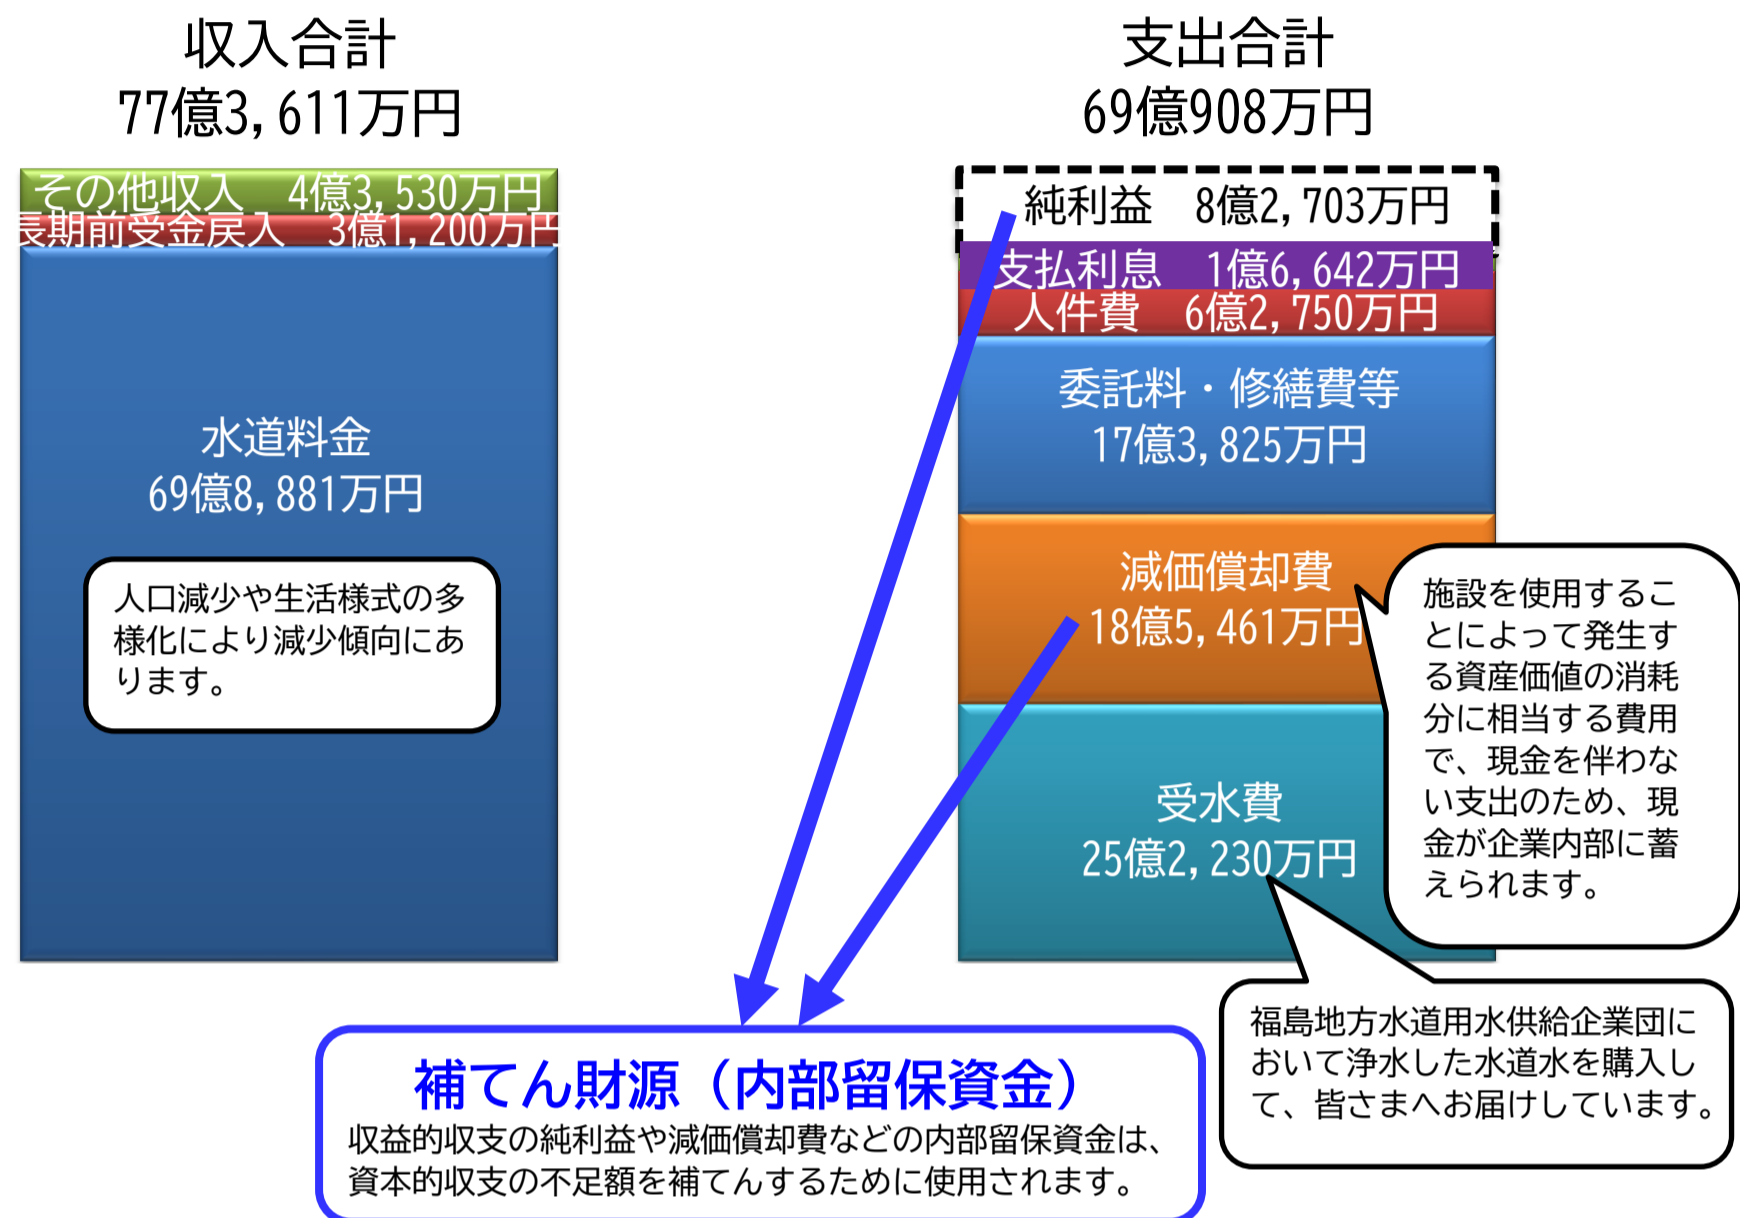 収入合計
77億3,611万円
その他収入　4億3,530万円
長期前受金戻入　3億1,200万円
水道料金
69億8,881万円
人口減少や生活様式の多
様化により減少傾向にあ
ります。
支出合計
69億908万円
純利益　8億2,703万円
支払利息　1億6,642万円
人件費　6億2,750万円
委託料・修繕費等
17億3,825万円
減価償却費
18億5,461万円
受水費
25億2,230万円
施設を使用するこ
とによって発生す
る資産価値の消耗
分に相当する費用
で、現金を伴わな
い支出のため、現
金が企業内部に蓄
えられます。
福島地方水道用水供給企業団に
おいて浄水した水道水を購入し
て、皆さまへお届けしています。
補てん財源（内部留保資金）
収益的収支の純利益や減価償却費などの内部留保資金は、
資本的収支の不足額を補てんするために使用されます。